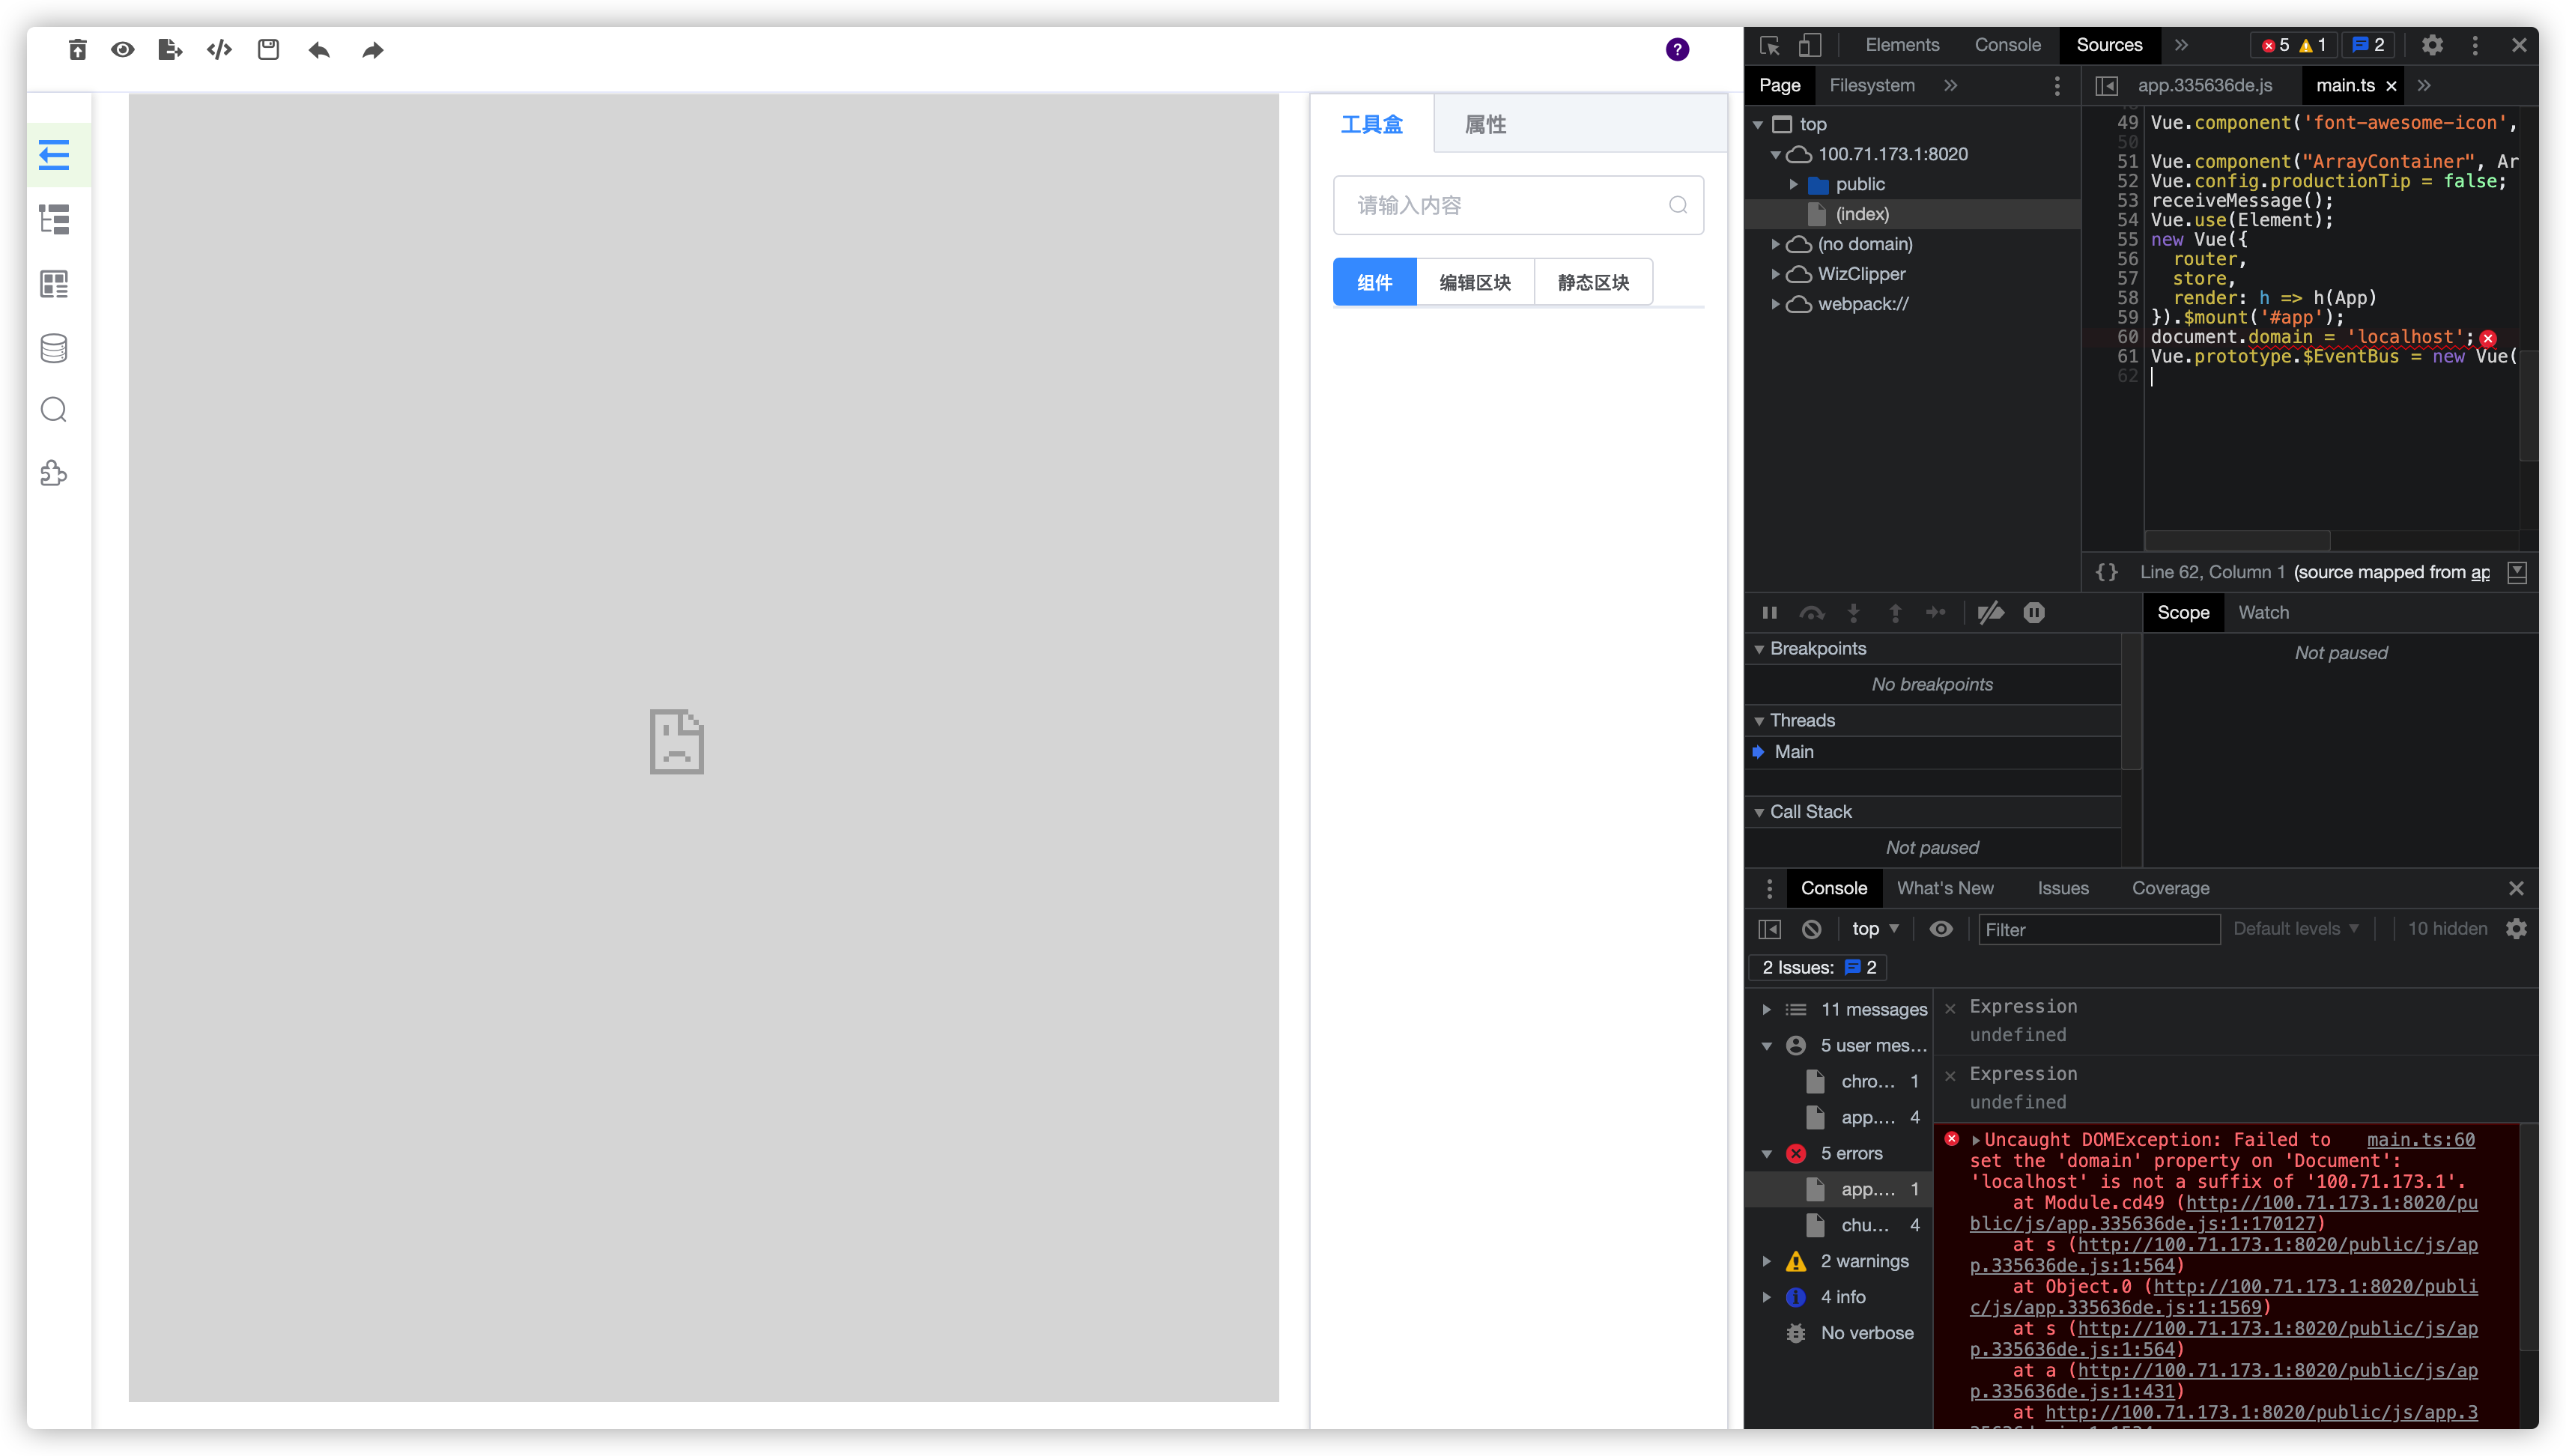 工具盒
属性
请输入内容
组件
编辑区块
静态区块
Elements
Console
Sources
5
1
2
Page
Filesystem
top
100.71.173.1:8020
public
(index)
(no domain)
WizClipper
webpack://
app.335636de.js
main.ts
49 Vue.component('font-awesome-icon',
50
51 Vue.component("ArrayContainer", Ar
52 Vue.config.productionTip = false;
53 receiveMessage();
54 Vue.use(Element);
55 new Vue({
56 router,
57 store,
58 render: h => h(App)
59 }).$mount('#app');
60 document.domain = 'localhost';
61 Vue.prototype.$EventBus = new Vue(
62
{} Line 62, Column 1 (source mapped from ap
Scope
Watch
Not paused
Breakpoints
No breakpoints
Threads
Main
Call Stack
Not paused
Console
What's New
Issues
Coverage
top
Filter
Default levels
10 hidden
2 Issues: 2
11 messages
5 user mes…
chro… 1
app.… 4
5 errors
app.… 1
chu… 4
2 warnings
4 info
No verbose
Expression
undefined
Expression
undefined
Uncaught DOMException: Failed to main.ts:60
set the 'domain' property on 'Document':
'localhost' is not a suffix of '100.71.173.1'.
at Module.cd49 (http://100.71.173.1:8020/pu
blic/js/app.335636de.js:1:170127)
at s (http://100.71.173.1:8020/public/js/ap
p.335636de.js:1:564)
at Object.0 (http://100.71.173.1:8020/publi
c/js/app.335636de.js:1:1569)
at s (http://100.71.173.1:8020/public/js/ap
p.335636de.js:1:564)
at a (http://100.71.173.1:8020/public/js/ap
p.335636de.js:1:431)
at http://100.71.173.1:8020/public/js/app.3